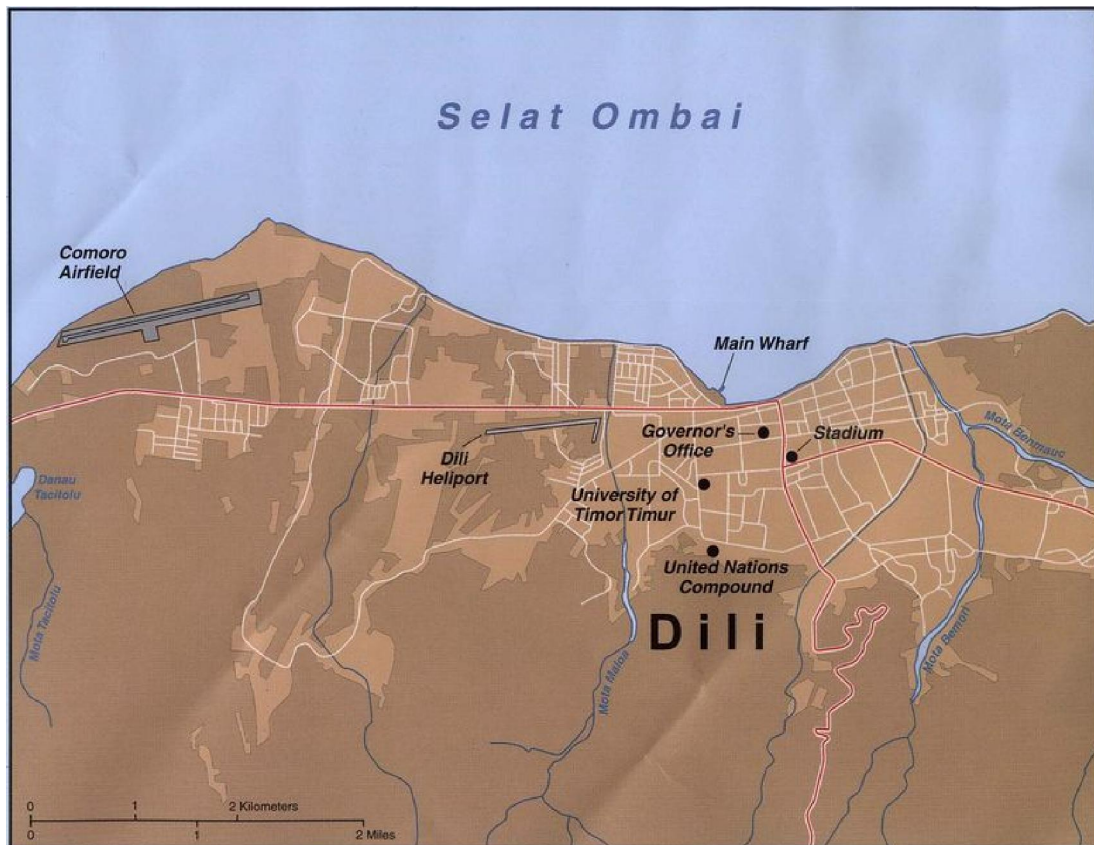 Selat Ombai
Comoro
Airfield
Main Wharf
Governor's
Office
Stadium
Mota Benmauc
Dili
Heliport
Danau
Tacitolu
University of
Timor Timur
United Nations
Compound
Dili
Mota Tacitolu
Mota Maloa
Mota Bemori
0 1 2 Kilometers
0 1 2 Miles